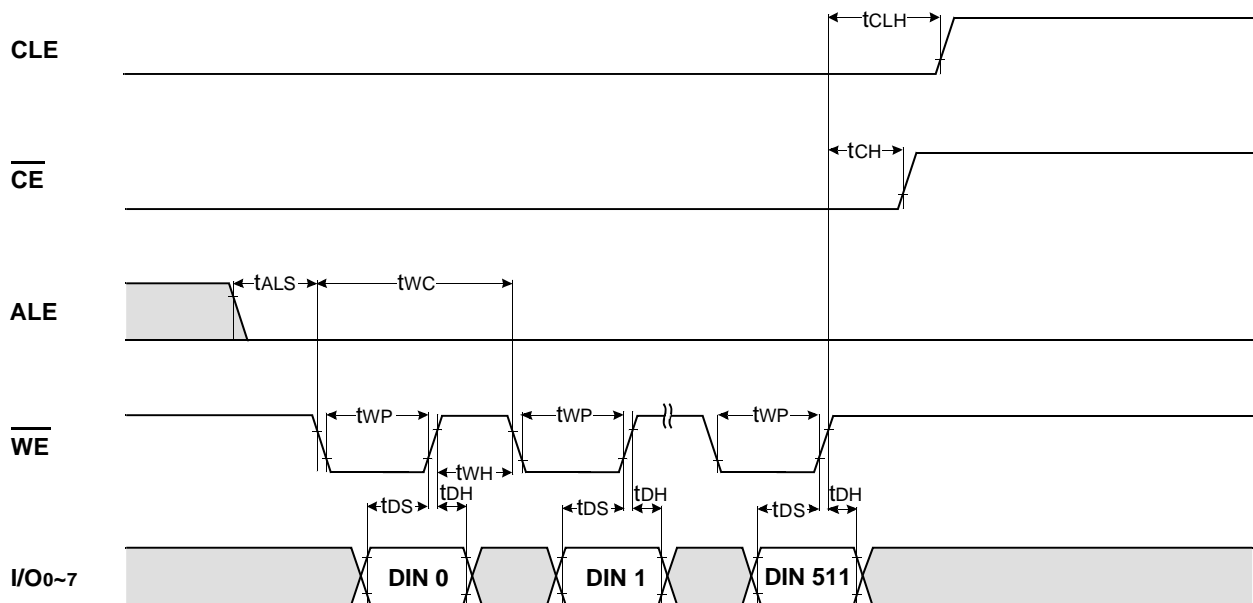 CLE
tCLH
CE
tCH
ALE
tALS
tWC
WE
tWP
tWP
tWP
tWH
tDS
tDH
tDS
tDH
tDS
tDH
I/O0~7
DIN 0
DIN 1
DIN 511